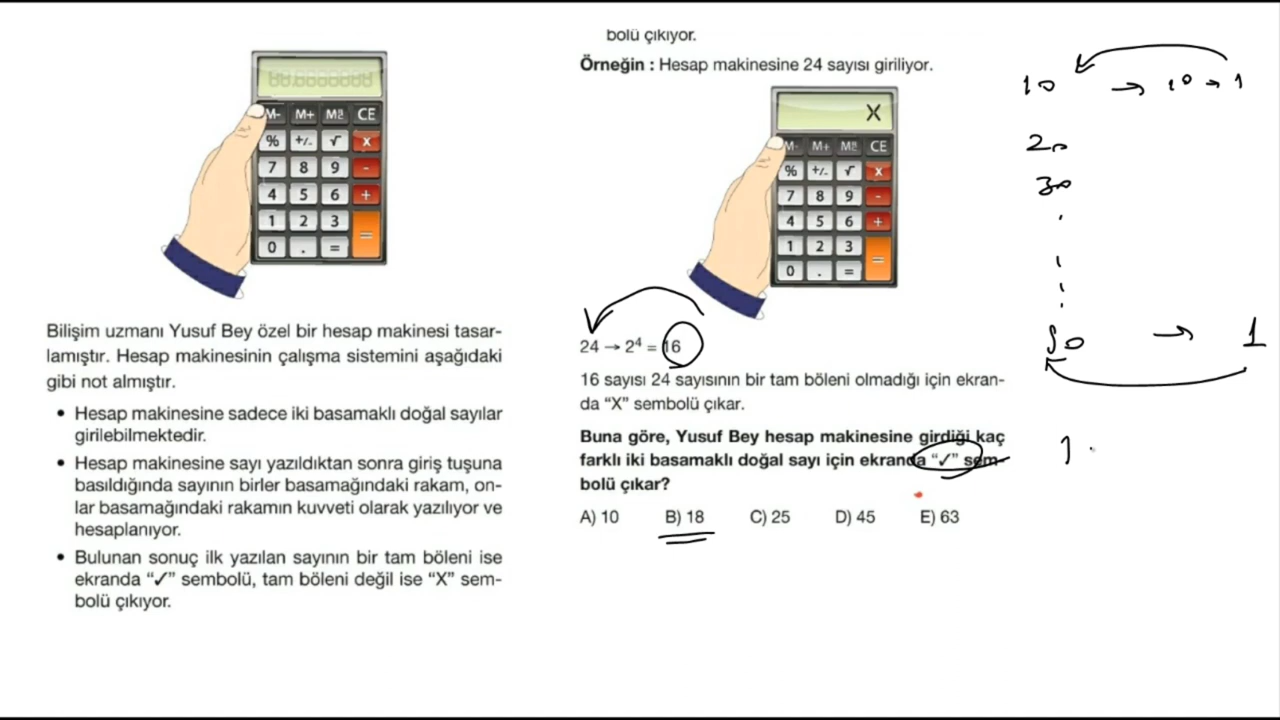 M- M+ CE
% +/- √ x
7 8 9 -
4 5 6 +
1 2 3 =
0 . =
Bilişim uzmanı Yusuf Bey özel bir hesap makinesi tasar-
lamıştır. Hesap makinesinin çalışma sistemini aşağıdaki
gibi not almıştır.
• Hesap makinesine sadece iki basamaklı doğal sayılar
girilebilmektedir.
• Hesap makinesine sayı yazıldıktan sonra giriş tuşuna
basıldığında sayının birler basamağındaki rakam, on-
lar basamağındaki rakamın kuvveti olarak yazılıyor ve
hesaplanıyor.
• Bulunan sonuç ilk yazılan sayının bir tam böleni ise
ekranda “✓” sembolü, tam böleni değil ise “X” sem-
bolü çıkıyor.
bolü çıkıyor.
Örneğin : Hesap makinesine 24 sayısı giriliyor.
X
M- M+ CE
% +/- √ x
7 8 9 -
4 5 6 +
1 2 3 =
0 . =
24 → 2⁴ = 16
16 sayısı 24 sayısının bir tam böleni olmadığı için ekran-
da “X” sembolü çıkar.
Buna göre, Yusuf Bey hesap makinesine girdiği kaç
farklı iki basamaklı doğal sayı için ekranda “✓” sem-
bolü çıkar?
A) 10 B) 18 C) 25 D) 45 E) 63
10 → 1⁰ → 1
20
30
90 → 1
1